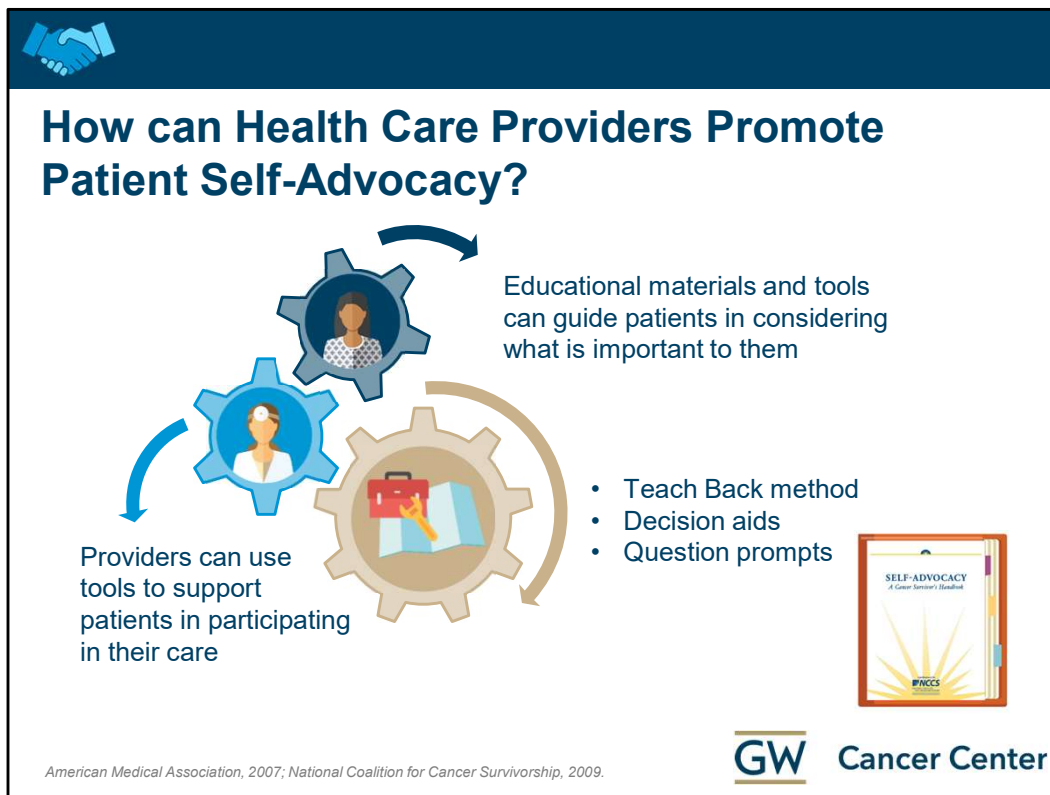 How can Health Care Providers Promote
Patient Self-Advocacy?
Educational materials and tools
can guide patients in considering
what is important to them
Providers can use
tools to support
patients in participating
in their care
• Teach Back method
• Decision aids
• Question prompts
SELF-ADVOCACY
A Cancer Survivor's Handbook
NCCS
American Medical Association, 2007; National Coalition for Cancer Survivorship, 2009.
GW Cancer Center